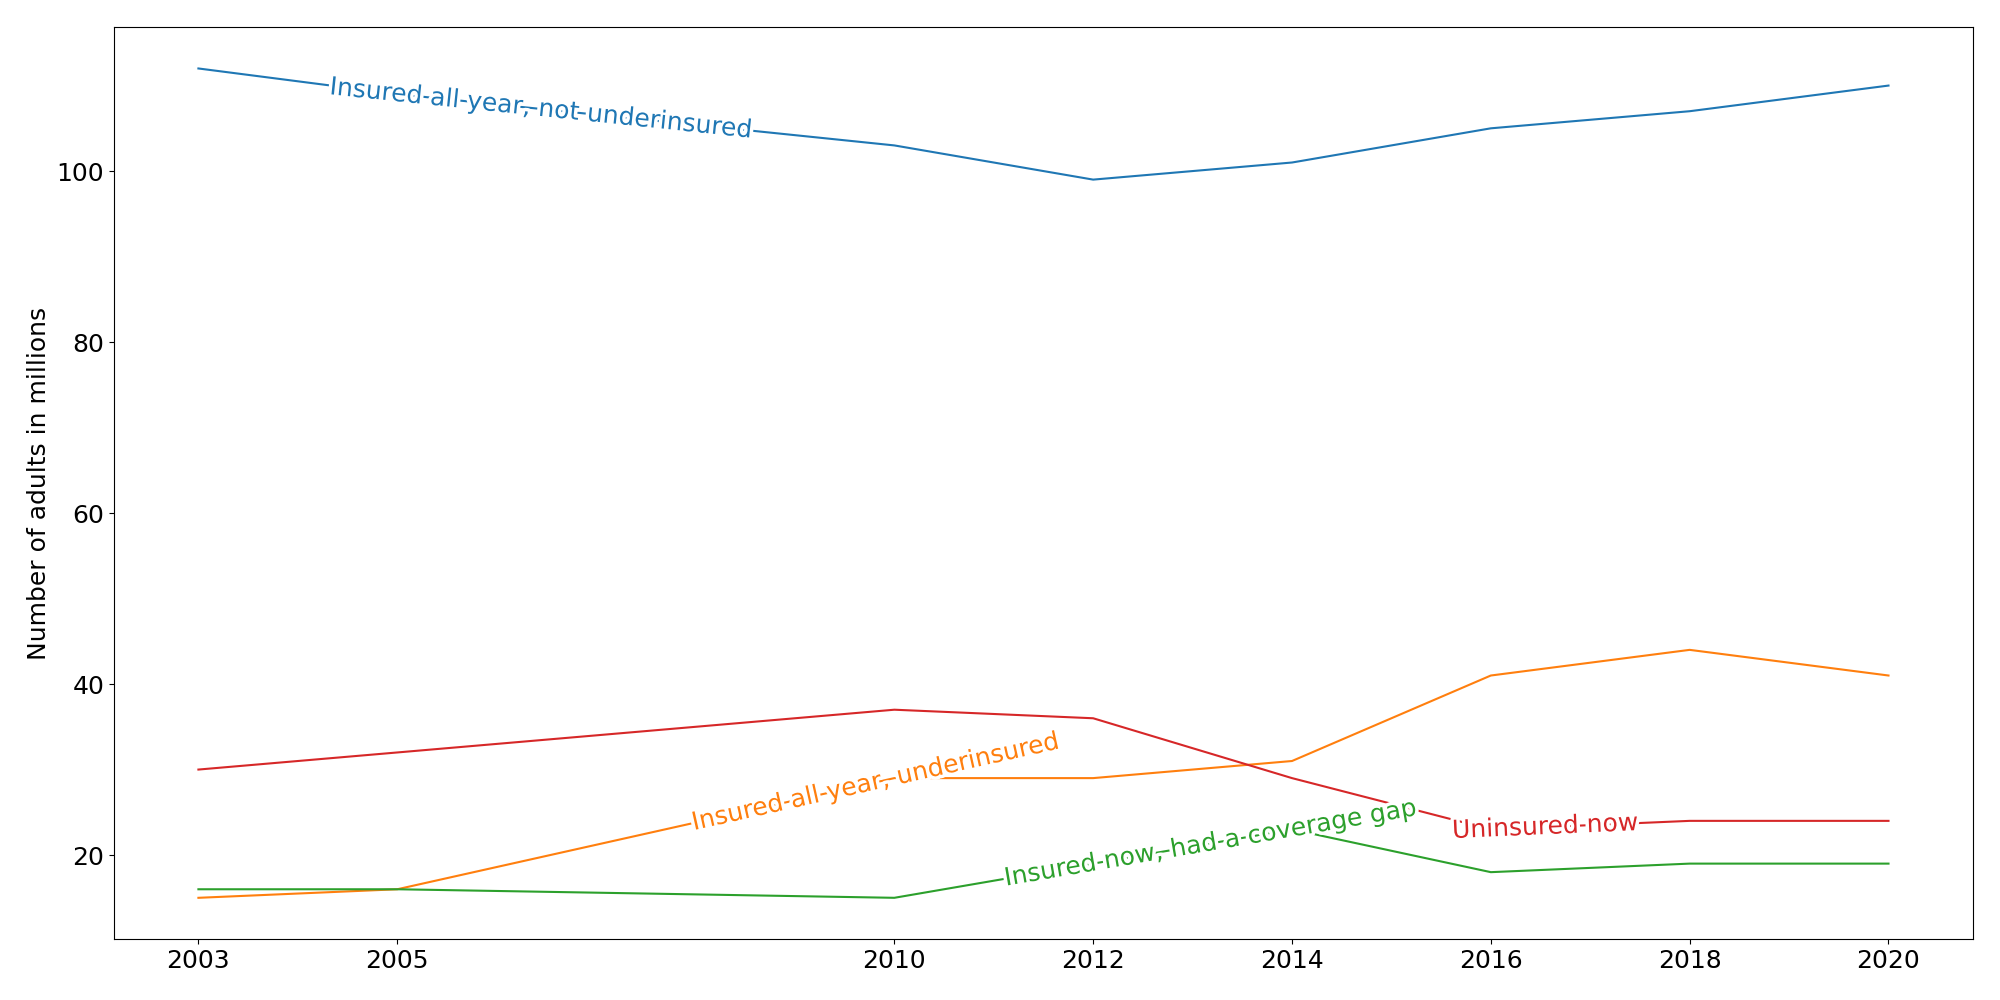 Insured all year, not underinsured
100
80
60
40
20
Number of adults in millions
Insured all year, underinsured
Insured now, had a coverage gap
Uninsured now
2003 2005 2010 2012 2014 2016 2018 2020